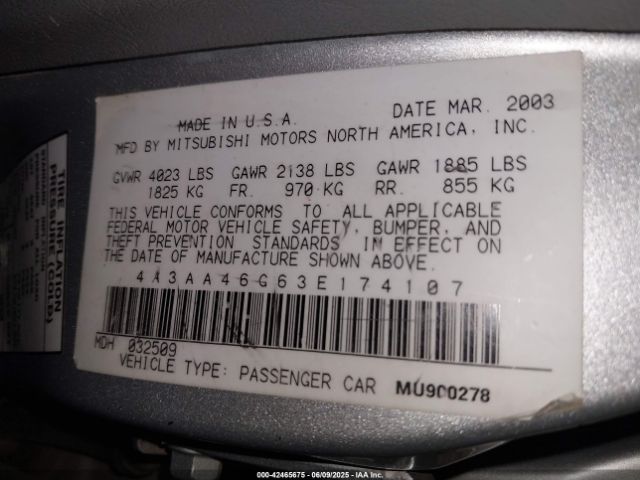 MADE IN U.S.A. DATE MAR. 2003
MFD BY MITSUBISHI MOTORS NORTH AMERICA, INC.
GVWR 4023 LBS GAWR 2138 LBS GAWR 1885 LBS
1825 KG FR. 970 KG RR. 855 KG
THIS VEHICLE CONFORMS TO ALL APPLICABLE
FEDERAL MOTOR VEHICLE SAFETY, BUMPER, AND
THEFT PREVENTION STANDARDS IN EFFECT ON
THE DATE OF MANUFACTURE SHOWN ABOVE.
4A3AA46G63E174107
MDH 032509
VEHICLE TYPE: PASSENGER CAR MU900278
TIRE INFLATION
PRESSURE (COLD)
000-42465675 - 06/09/2025 - IAA Inc.